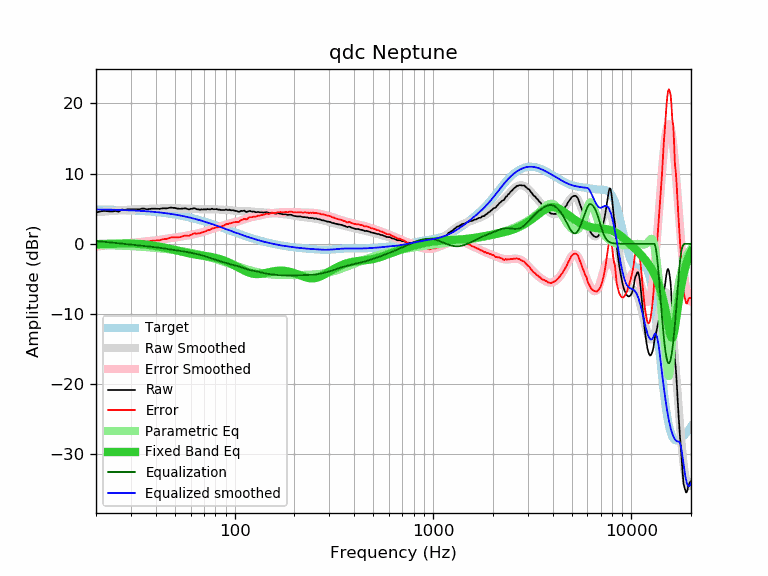 qdc Neptune
Amplitude (dBr)
20
10
0
−10
−20
−30
Target
Raw Smoothed
Error Smoothed
Raw
Error
Parametric Eq
Fixed Band Eq
Equalization
Equalized smoothed
100
1000
10000
Frequency (Hz)